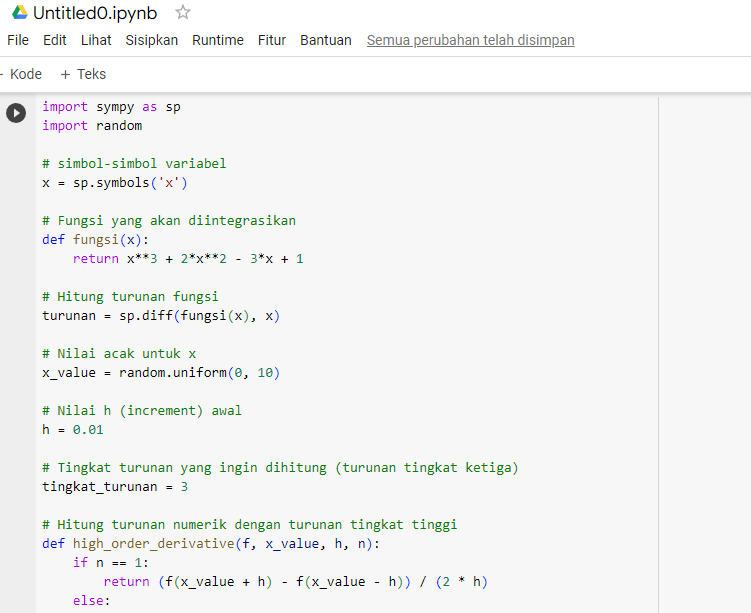 Untitled0.ipynb
File Edit Lihat Sisipkan Runtime Fitur Bantuan Semua perubahan telah disimpan
Kode + Teks
import sympy as sp
import random
# simbol-simbol variabel
x = sp.symbols('x')
# Fungsi yang akan diintegrasikan
def fungsi(x):
    return x**3 + 2*x**2 - 3*x + 1
# Hitung turunan fungsi
turunan = sp.diff(fungsi(x), x)
# Nilai acak untuk x
x_value = random.uniform(0, 10)
# Nilai h (increment) awal
h = 0.01
# Tingkat turunan yang ingin dihitung (turunan tingkat ketiga)
tingkat_turunan = 3
# Hitung turunan numerik dengan turunan tingkat tinggi
def high_order_derivative(f, x_value, h, n):
    if n == 1:
        return (f(x_value + h) - f(x_value - h)) / (2 * h)
    else: